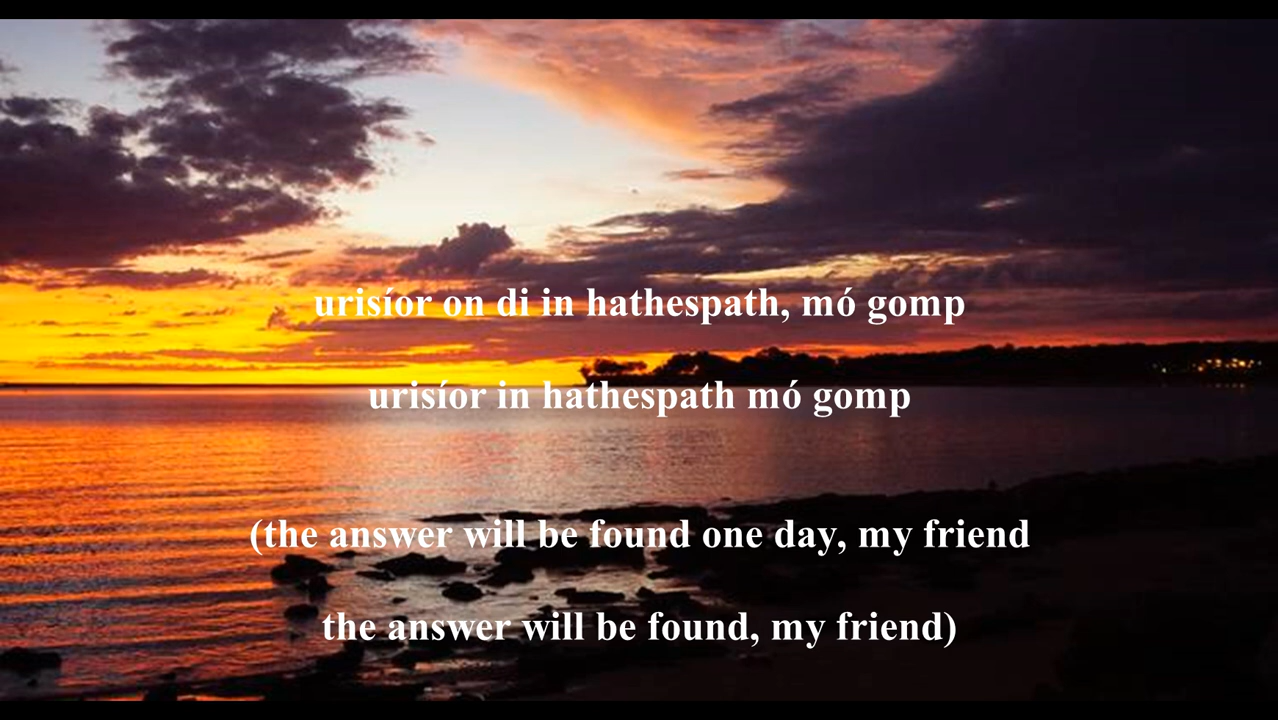 urisíor on di in hathespath, mó gomp
urisíor in hathespath mó gomp
(the answer will be found one day, my friend
the answer will be found, my friend)